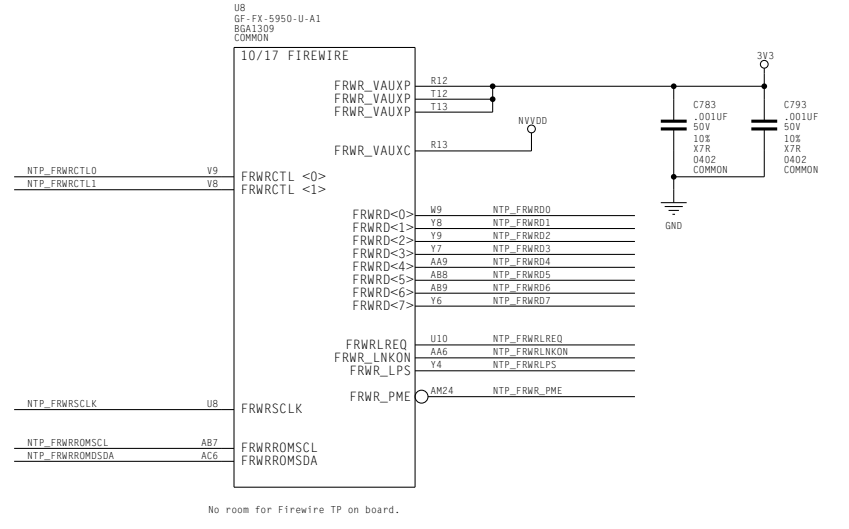 U8
GF-FX-5950-U-A1
BGA1309
COMMON
10/17 FIREWIRE
FRWR_VAUXP R12
FRWR_VAUXP T12
FRWR_VAUXP T13
FRWR_VAUXC R13
NVVDD
3V3
C783
.001UF
50V
10%
X7R
0402
COMMON
C793
.001UF
50V
10%
X7R
0402
COMMON
GND
NTP_FRWRCTL0 V9 FRWRCTL <0>
NTP_FRWRCTL1 V8 FRWRCTL <1>
FRWRD<0> W9 NTP_FRWRD0
FRWRD<1> Y8 NTP_FRWRD1
FRWRD<2> Y9 NTP_FRWRD2
FRWRD<3> Y7 NTP_FRWRD3
FRWRD<4> AA9 NTP_FRWRD4
FRWRD<5> AB8 NTP_FRWRD5
FRWRD<6> AB9 NTP_FRWRD6
FRWRD<7> Y6 NTP_FRWRD7
FRWRLREQ U10 NTP_FRWRLREQ
FRWR_LNKON AA6 NTP_FRWRLNKON
FRWR_LPS Y4 NTP_FRWRLPS
FRWR_PME AM24 NTP_FRWR_PME
NTP_FRWRSCLK U8 FRWRSCLK
NTP_FRWRROMSCL AB7 FRWRROMSCL
NTP_FRWRROMDSDA AC6 FRWRROMSDA
No room for Firewire TP on board.